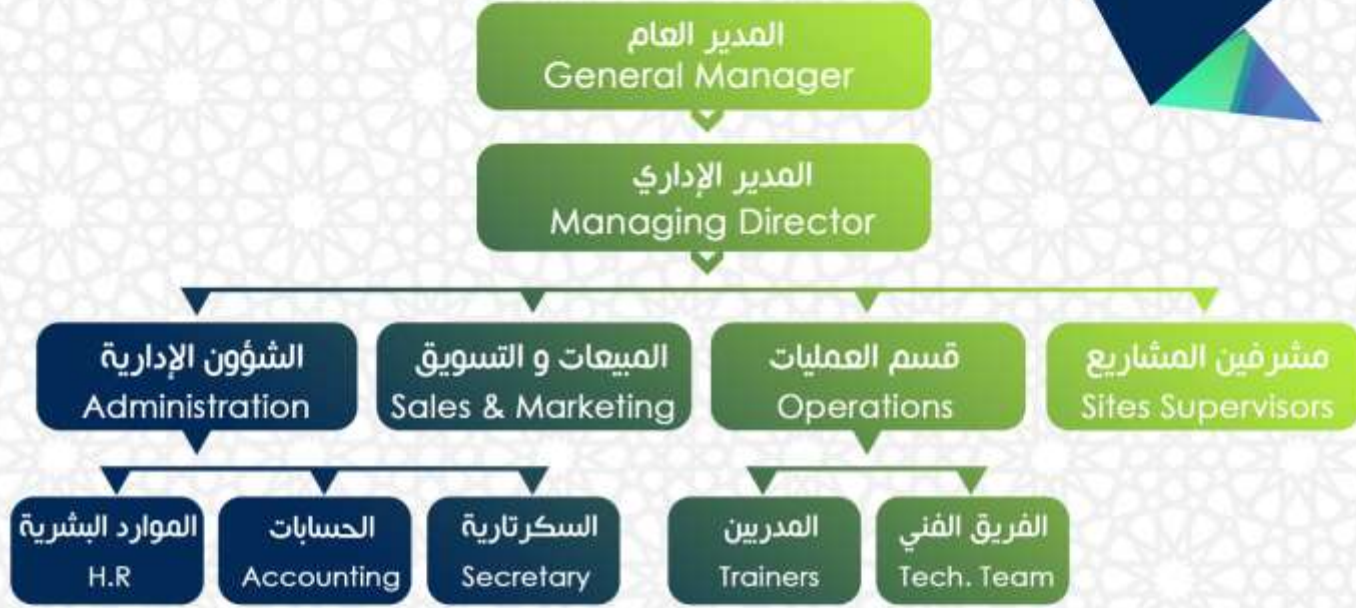 المدير العام
General Manager
المدير الإداري
Managing Director
الشؤون الإدارية
Administration
المبيعات و التسويق
Sales & Marketing
قسم العمليات
Operations
مشرفين المشاريع
Sites Supervisors
الموارد البشرية
H.R
الحسابات
Accounting
السكرتارية
Secretary
المدربين
Trainers
الفريق الفني
Tech. Team